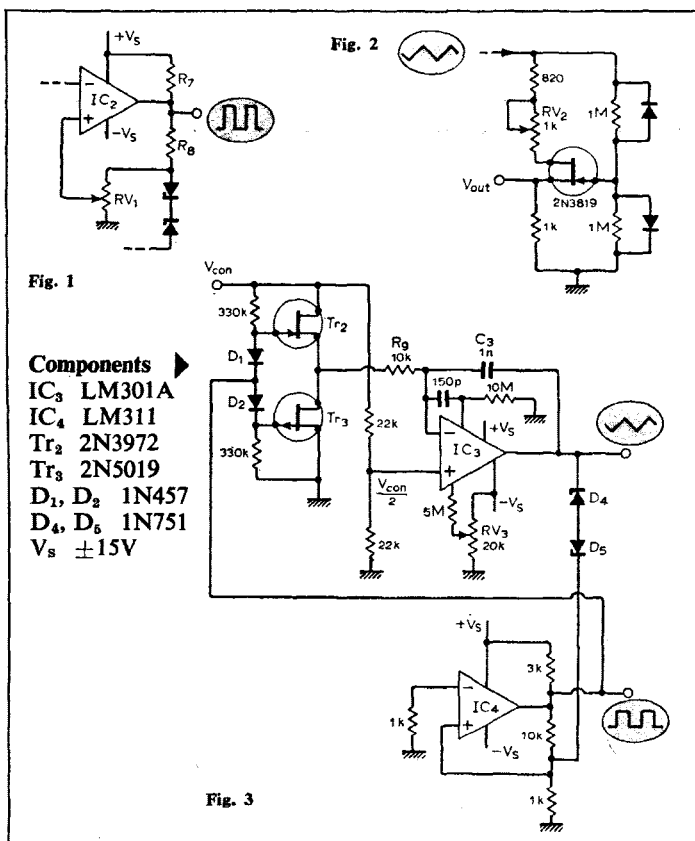 Fig. 1
+Vs
R7
IC2
−
+
−Vs
R8
RV1
Fig. 2
820
RV2
1k
1M
2N3819
Vout
1k
1M
Vcon
330k
Tr2
D1
D2
Tr3
330k
22k
Vcon/2
22k
R9
10k
C3
1n
150p
10M
−
+
IC3
+Vs
−Vs
5M
RV3
20k
D4
D5
Components
IC3 LM301A
IC4 LM311
Tr2 2N3972
Tr3 2N5019
D1, D2 1N457
D4, D5 1N751
Vs ±15V
+Vs
3k
−
+
IC4
1k
−Vs
10k
1k
Fig. 3